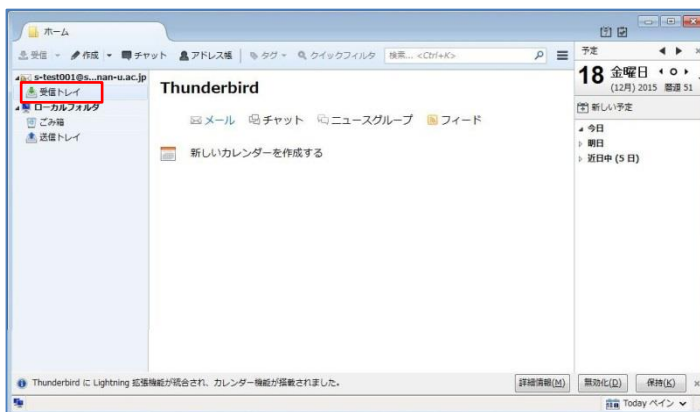 ホーム
受信 作成 チャット アドレス帳 タグ クイックフィルタ 検索... <Ctrl+K>
s-test001@s...nan-u.ac.jp
受信トレイ
ローカルフォルダ
ごみ箱
送信トレイ
Thunderbird
メール チャット ニュースグループ フィード
新しいカレンダーを作成する
予定
18 金曜日
(12月) 2015 暦週 51
新しい予定
今日
明日
近日中 (5 日)
Thunderbird に Lightning 拡張機能が統合され、カレンダー機能が搭載されました。 詳細情報(M) 無効化(D) 保持(K)
Today ペイン